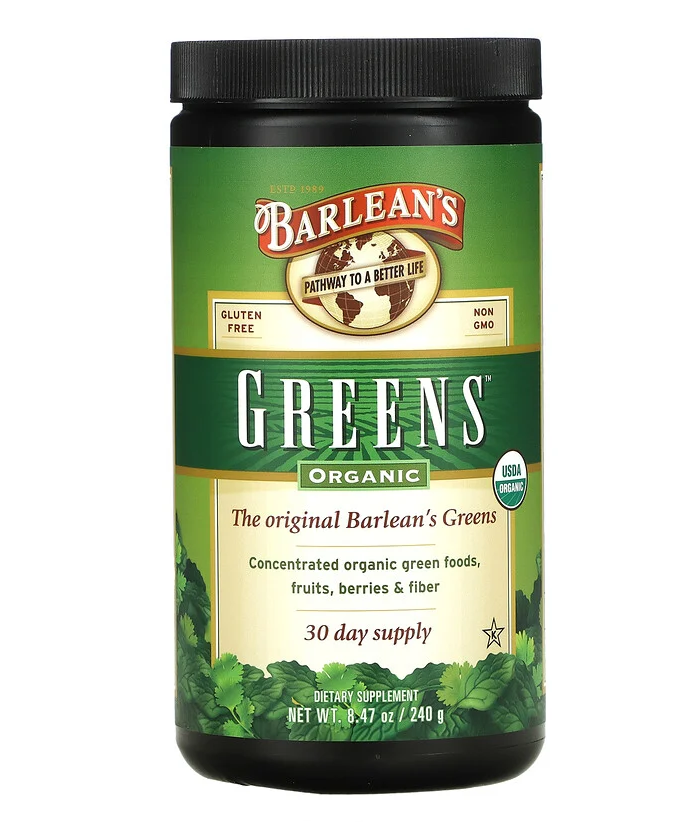 ESTD 1989
BARLEAN'S
PATHWAY TO A BETTER LIFE
GLUTEN
FREE
NON
GMO
GREENS™
ORGANIC
USDA
ORGANIC
The original Barlean's Greens
Concentrated organic green foods,
fruits, berries & fiber
30 day supply
K
DIETARY SUPPLEMENT
NET WT. 8.47 oz / 240 g